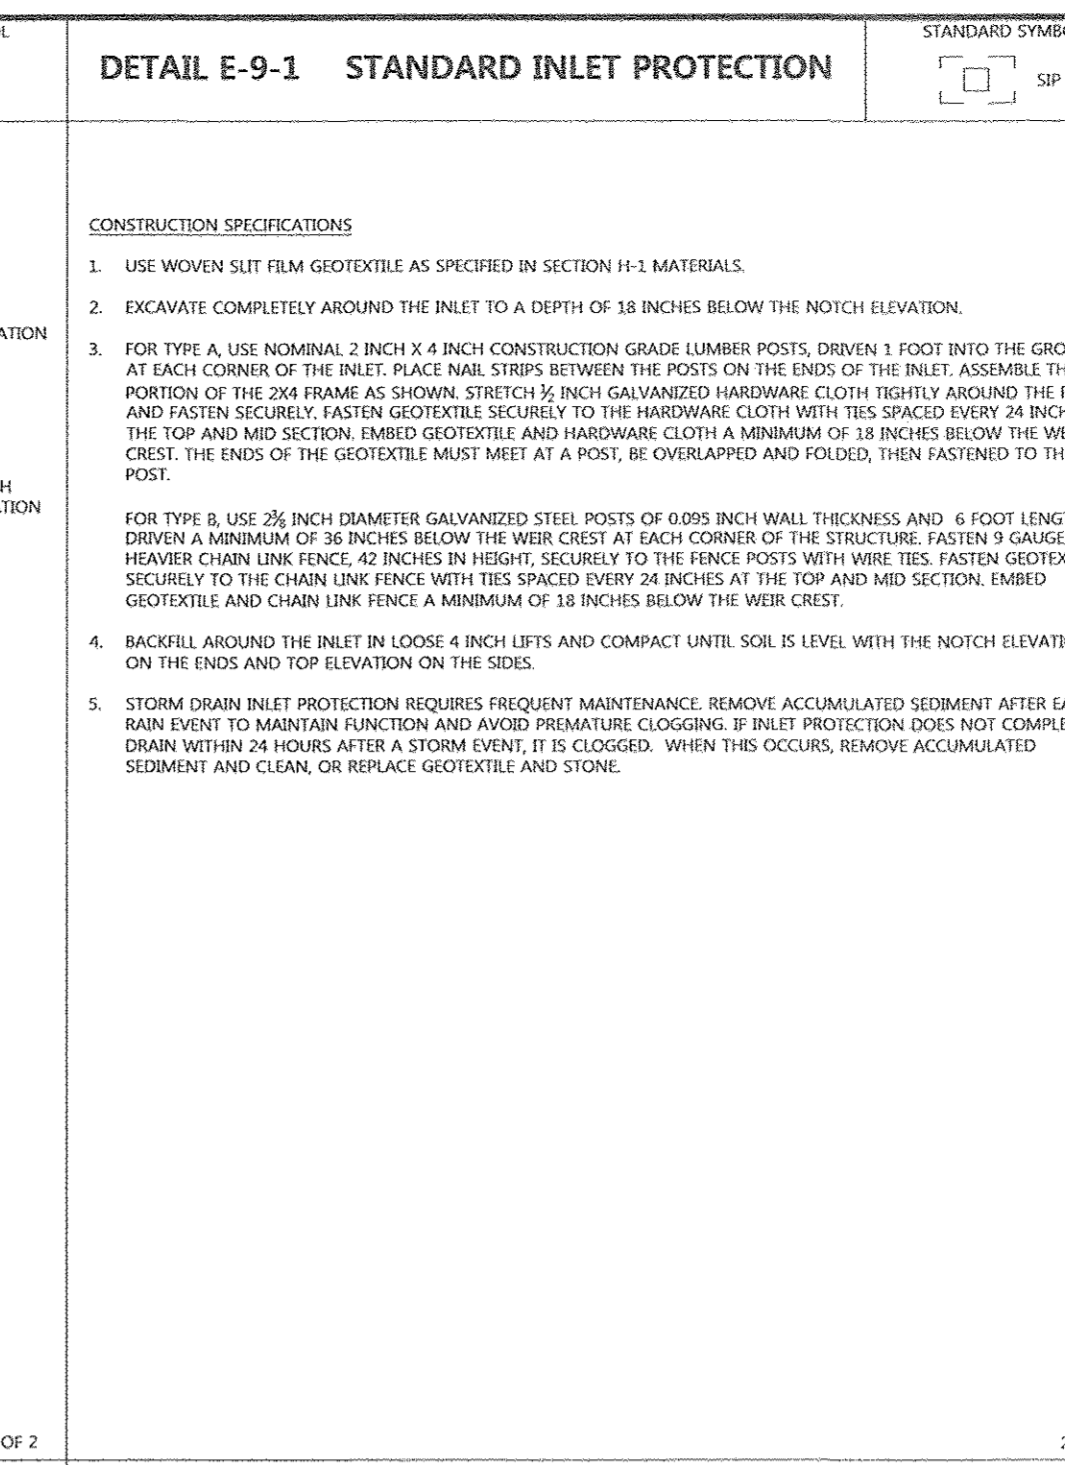 L
DETAIL E-9-1 STANDARD INLET PROTECTION
STANDARD SYMB
SIP
CONSTRUCTION SPECIFICATIONS
1. USE WOVEN SLIT FILM GEOTEXTILE AS SPECIFIED IN SECTION H-1 MATERIALS.
2. EXCAVATE COMPLETELY AROUND THE INLET TO A DEPTH OF 18 INCHES BELOW THE NOTCH ELEVATION.
ATION
3. FOR TYPE A, USE NOMINAL 2 INCH X 4 INCH CONSTRUCTION GRADE LUMBER POSTS, DRIVEN 1 FOOT INTO THE GRO
AT EACH CORNER OF THE INLET. PLACE NAIL STRIPS BETWEEN THE POSTS ON THE ENDS OF THE INLET. ASSEMBLE TH
PORTION OF THE 2X4 FRAME AS SHOWN. STRETCH ½ INCH GALVANIZED HARDWARE CLOTH TIGHTLY AROUND THE F
AND FASTEN SECURELY. FASTEN GEOTEXTILE SECURELY TO THE HARDWARE CLOTH WITH TIES SPACED EVERY 24 INCH
THE TOP AND MID SECTION. EMBED GEOTEXTILE AND HARDWARE CLOTH A MINIMUM OF 18 INCHES BELOW THE WE
CREST. THE ENDS OF THE GEOTEXTILE MUST MEET AT A POST, BE OVERLAPPED AND FOLDED, THEN FASTENED TO TH
POST.
H
ATION
FOR TYPE B, USE 2⅜ INCH DIAMETER GALVANIZED STEEL POSTS OF 0.095 INCH WALL THICKNESS AND 6 FOOT LENGT
DRIVEN A MINIMUM OF 36 INCHES BELOW THE WEIR CREST AT EACH CORNER OF THE STRUCTURE. FASTEN 9 GAUGE
HEAVIER CHAIN LINK FENCE, 42 INCHES IN HEIGHT, SECURELY TO THE FENCE POSTS WITH WIRE TIES. FASTEN GEOTEX
SECURELY TO THE CHAIN LINK FENCE WITH TIES SPACED EVERY 24 INCHES AT THE TOP AND MID SECTION. EMBED
GEOTEXTILE AND CHAIN LINK FENCE A MINIMUM OF 18 INCHES BELOW THE WEIR CREST.
4. BACKFILL AROUND THE INLET IN LOOSE 4 INCH LIFTS AND COMPACT UNTIL SOIL IS LEVEL WITH THE NOTCH ELEVATI
ON THE ENDS AND TOP ELEVATION ON THE SIDES.
5. STORM DRAIN INLET PROTECTION REQUIRES FREQUENT MAINTENANCE. REMOVE ACCUMULATED SEDIMENT AFTER EA
RAIN EVENT TO MAINTAIN FUNCTION AND AVOID PREMATURE CLOGGING. IF INLET PROTECTION DOES NOT COMPLE
DRAIN WITHIN 24 HOURS AFTER A STORM EVENT, IT IS CLOGGED. WHEN THIS OCCURS, REMOVE ACCUMULATED
SEDIMENT AND CLEAN, OR REPLACE GEOTEXTILE AND STONE.
OF 2